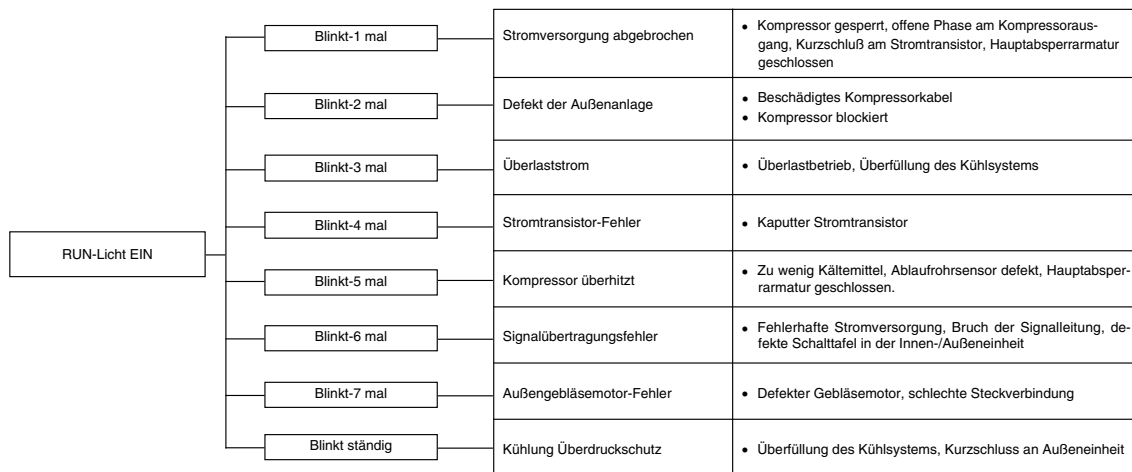 RUN-Licht EIN
Blinkt-1 mal
Stromversorgung abgebrochen
• Kompressor gesperrt, offene Phase am Kompressoraus-
gang, Kurzschluß am Stromtransistor, Hauptabsperrarmatur
geschlossen
Blinkt-2 mal
Defekt der Außenanlage
• Beschädigtes Kompressorkabel
• Kompressor blockiert
Blinkt-3 mal
Überlaststrom
• Überlastbetrieb, Überfüllung des Kühlsystems
Blinkt-4 mal
Stromtransistor-Fehler
• Kaputter Stromtransistor
Blinkt-5 mal
Kompressor überhitzt
• Zu wenig Kältemittel, Ablaufrohrsensor defekt, Hauptabsper-
rarmatur geschlossen.
Blinkt-6 mal
Signalübertragungsfehler
• Fehlerhafte Stromversorgung, Bruch der Signalleitung, de-
fekte Schalttafel in der Innen-/Außeneinheit
Blinkt-7 mal
Außengebläsemotor-Fehler
• Defekter Gebläsemotor, schlechte Steckverbindung
Blinkt ständig
Kühlung Überdruckschutz
• Überfüllung des Kühlsystems, Kurzschluss an Außeneinheit